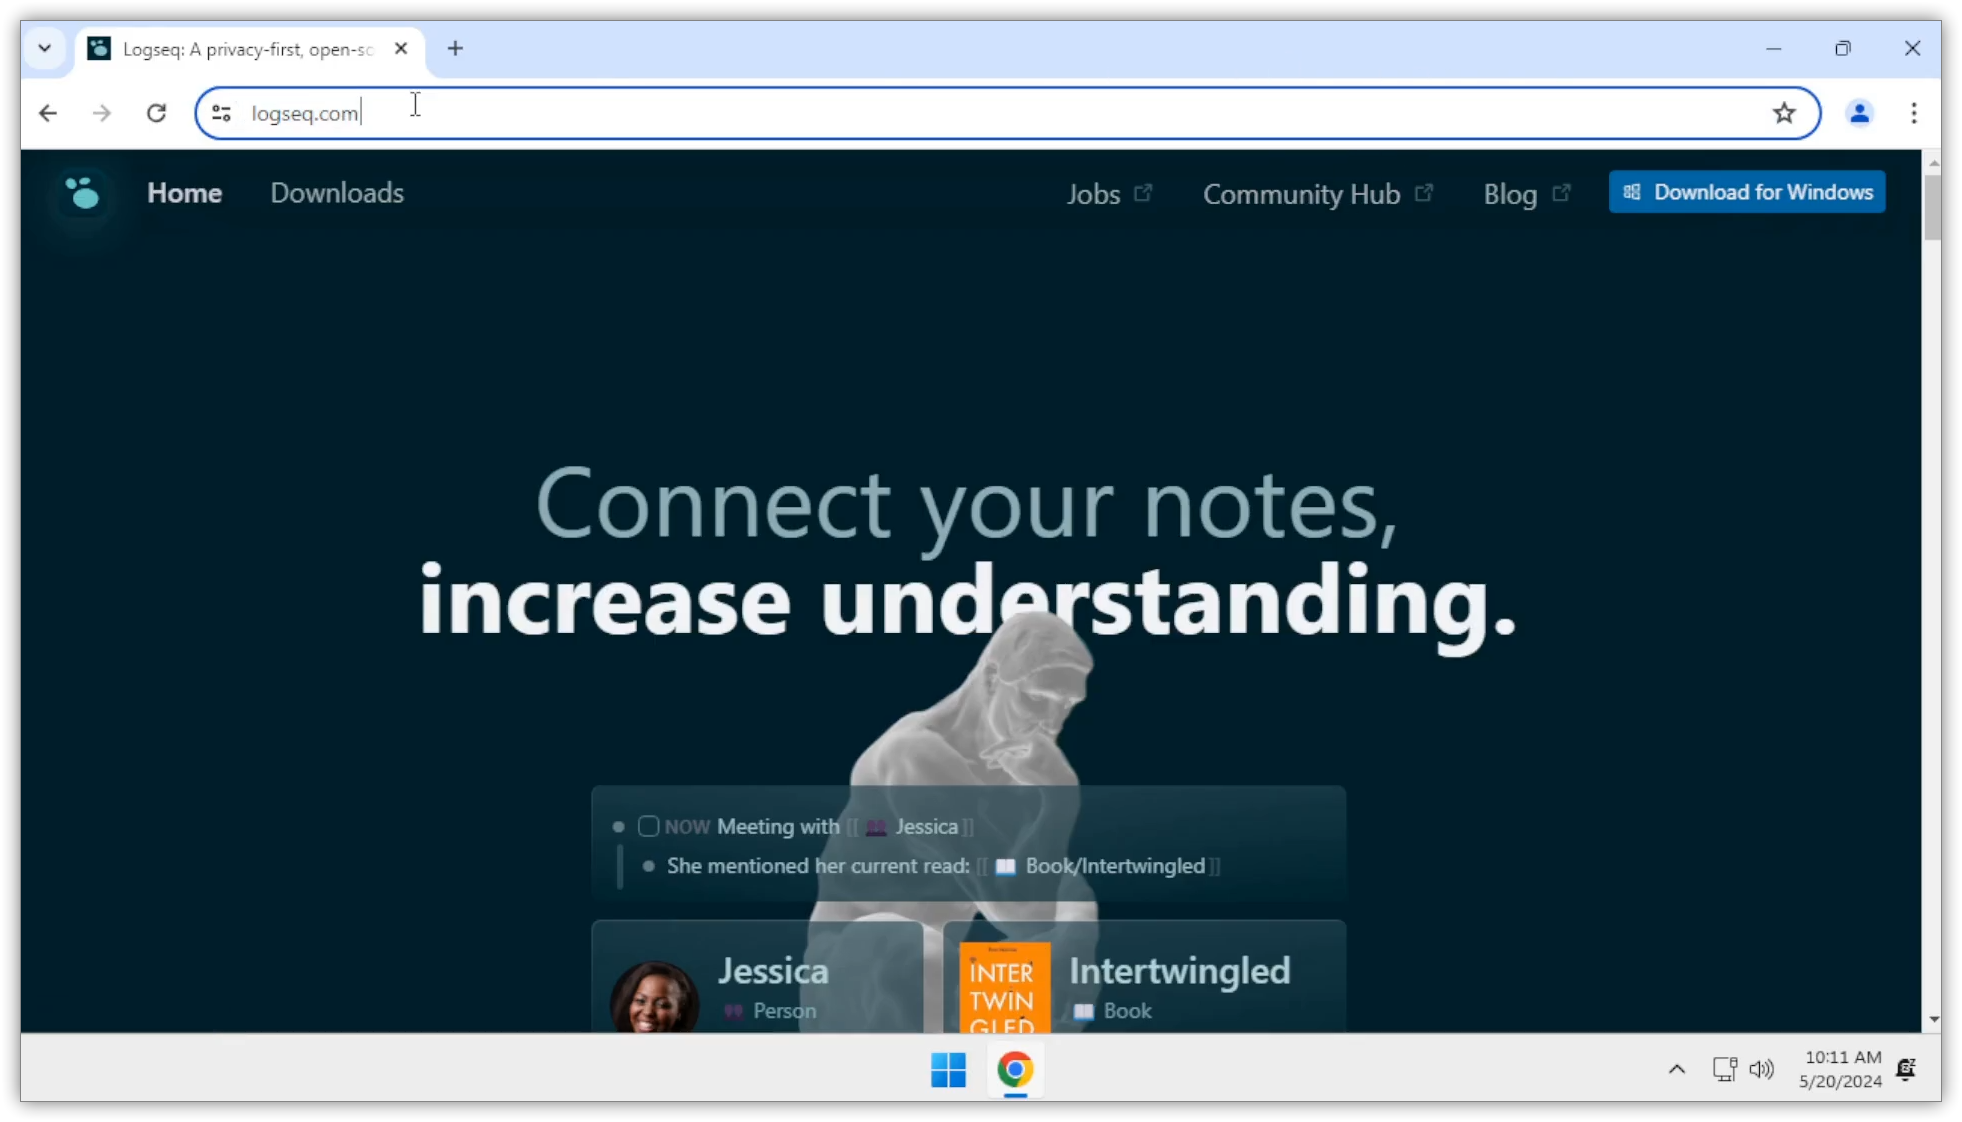 Logseq: A privacy-first, open-sc
logseq.com
Home Downloads Jobs Community Hub Blog Download for Windows
Connect your notes,
increase understanding.
NOW Meeting with [[ Jessica ]]
She mentioned her current read: [[ Book/Intertwingled ]]
Jessica
Person
INTER
TWIN
GLED
Intertwingled
Book
10:11 AM
5/20/2024